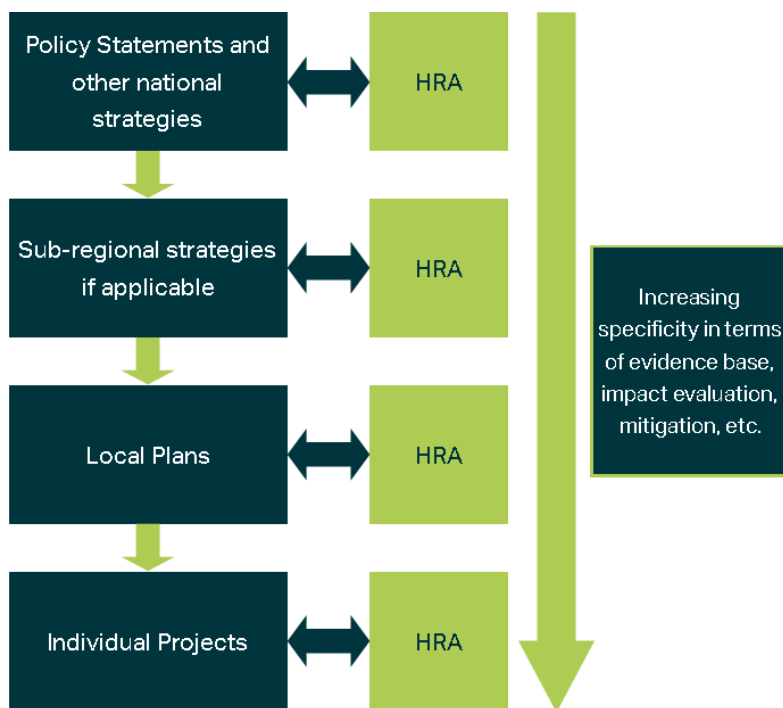 Policy Statements and
other national
strategies
HRA
Sub-regional strategies
if applicable
HRA
Local Plans
HRA
Individual Projects
HRA
Increasing
specificity in terms
of evidence base,
impact evaluation,
mitigation, etc.